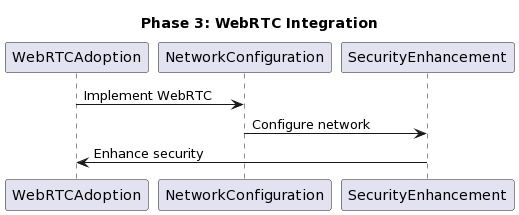 Phase 3: WebRTC Integration
WebRTCAdoption NetworkConfiguration SecurityEnhancement
Implement WebRTC
Configure network
Enhance security
WebRTCAdoption NetworkConfiguration SecurityEnhancement